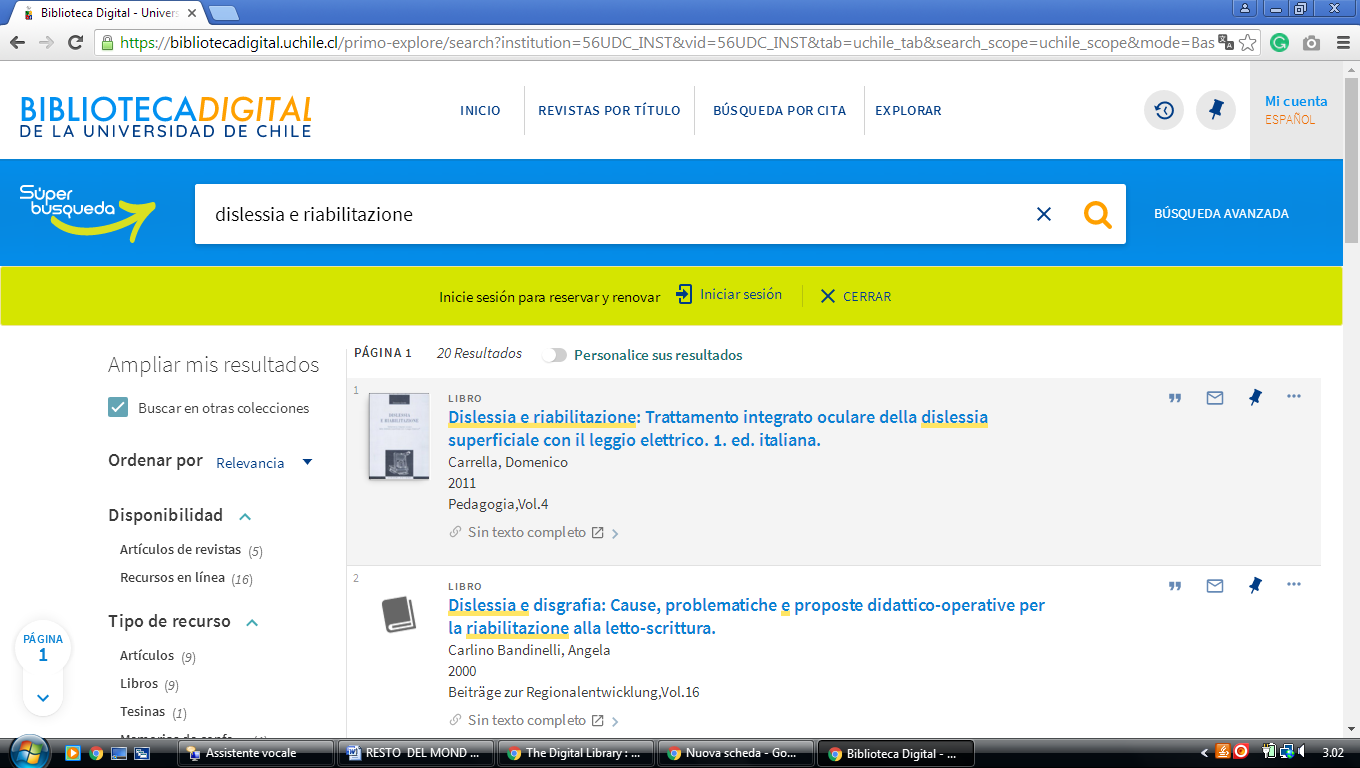 Biblioteca Digital - Univers
https://bibliotecadigital.uchile.cl/primo-explore/search?institution=56UDC_INST&vid=56UDC_INST&tab=uchile_tab&search_scope=uchile_scope&mode=Bas
BIBLIOTECADIGITAL
DE LA UNIVERSIDAD DE CHILE
INICIO
REVISTAS POR TÍTULO
BÚSQUEDA POR CITA
EXPLORAR
Mi cuenta
ESPAÑOL
Súper
búsqueda
dislessia e riabilitazione
BÚSQUEDA AVANZADA
Inicie sesión para reservar y renovar
Iniciar sesión
CERRAR
Ampliar mis resultados
Buscar en otras colecciones
Ordenar por Relevancia
Disponibilidad
Artículos de revistas (5)
Recursos en línea (16)
Tipo de recurso
Artículos (9)
Libros (9)
Tesinas (1)
PÁGINA
1
PÁGINA 1 20 Resultados Personalice sus resultados
1
DISLESSIA
E RIABILITAZIONE
LIBRO
Dislessia e riabilitazione: Trattamento integrato oculare della dislessia
superficiale con il leggio elettrico. 1. ed. italiana.
Carrella, Domenico
2011
Pedagogia,Vol.4
Sin texto completo
2
LIBRO
Dislessia e disgrafia: Cause, problematiche e proposte didattico-operative per
la riabilitazione alla letto-scrittura.
Carlino Bandinelli, Angela
2000
Beiträge zur Regionalentwicklung,Vol.16
Sin texto completo
Assistente vocale
RESTO DEL MOND ...
The Digital Library : ...
Nuova scheda - Go...
Biblioteca Digital - ...
3.02